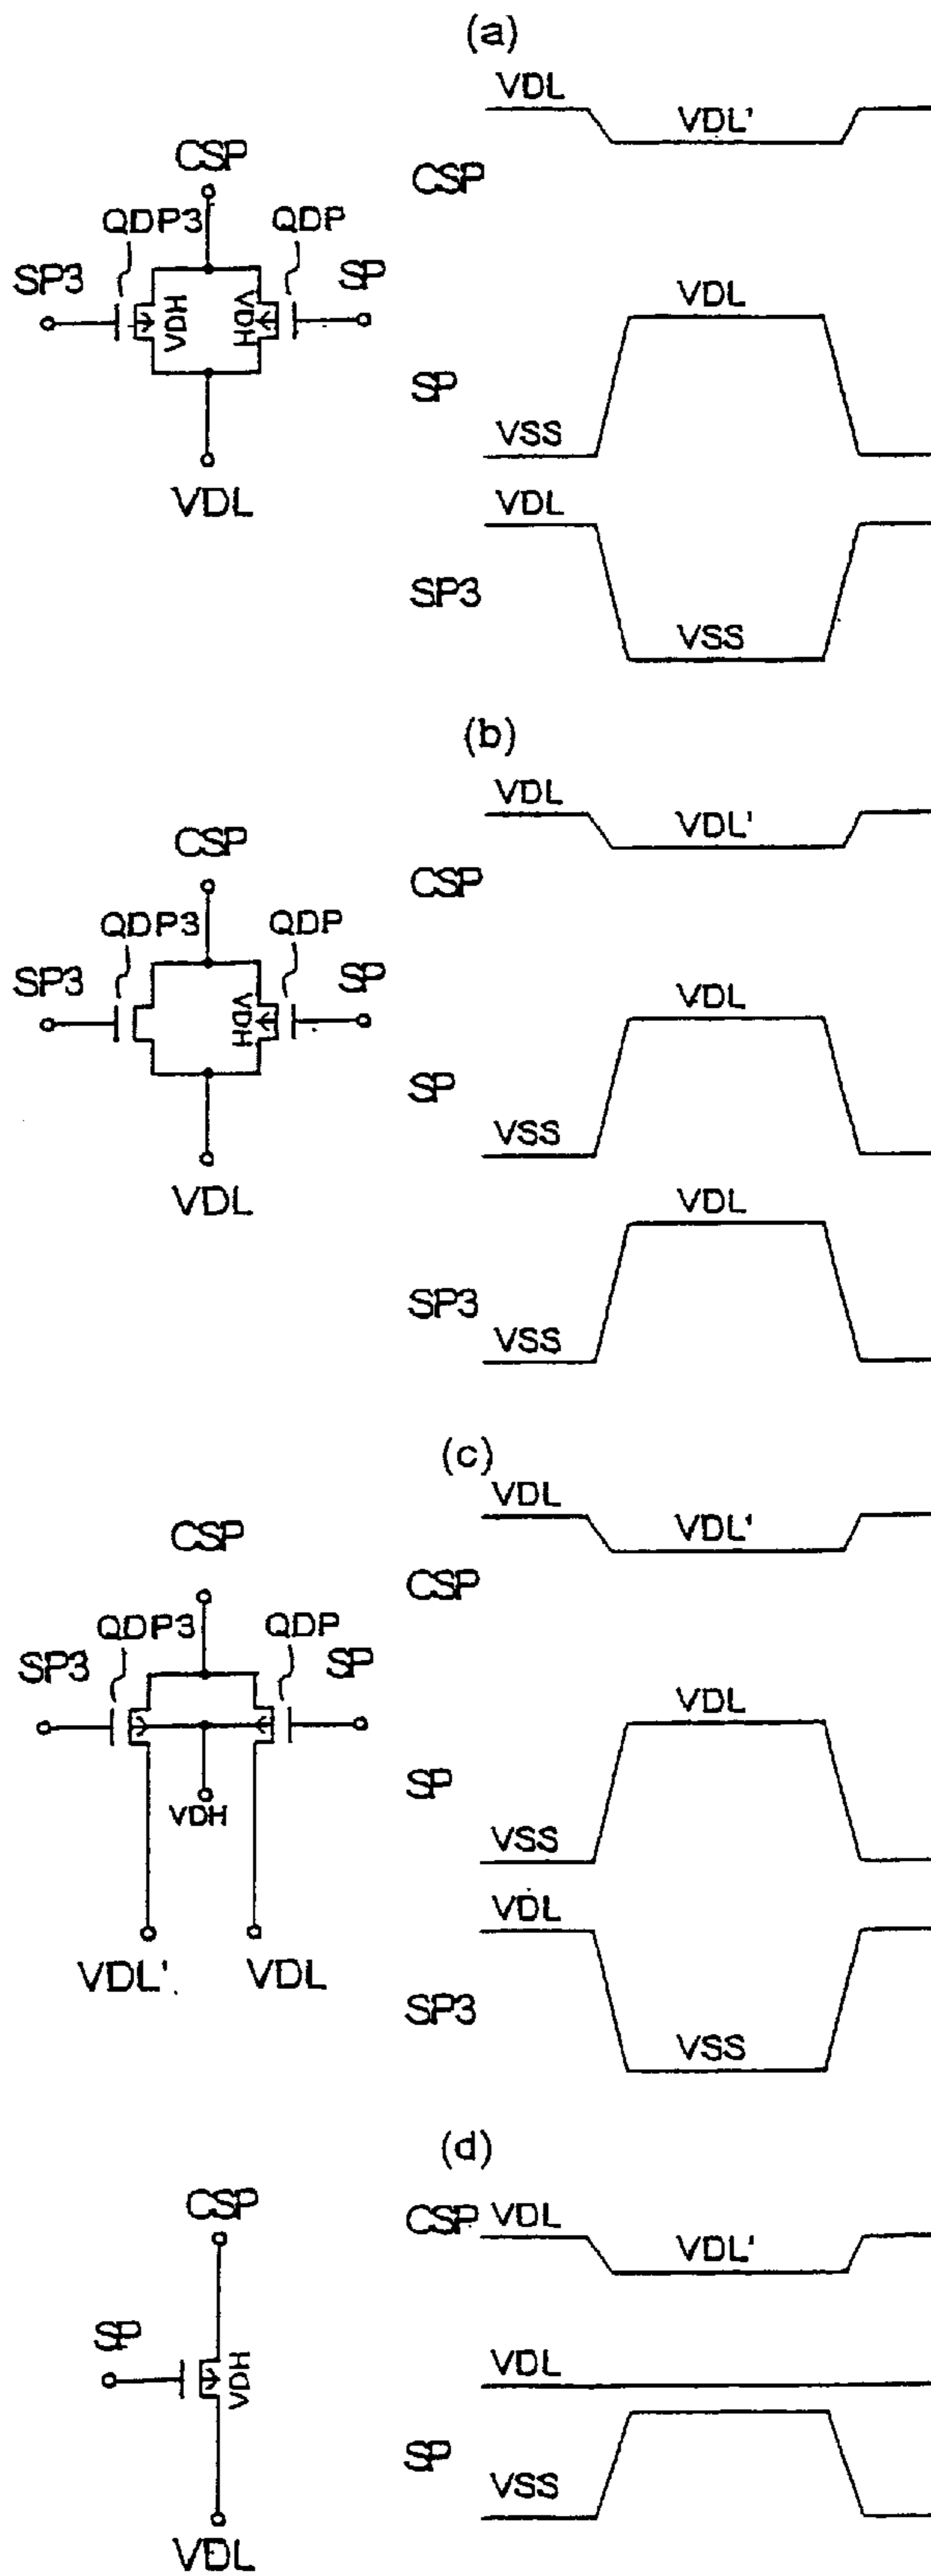 (a)
VDL
VDL'
CSP
CSP
QDP3
QDP
SP3
SP
VDH
VDH
VDL
VDL
SP
VSS
VDL
SP3
VSS
(b)
VDL
VDL'
CSP
CSP
QDP3
QDP
SP3
SP
VDH
VDL
VDL
SP
VSS
VDL
SP3
VSS
(c)
VDL
VDL'
CSP
CSP
QDP3
QDP
SP3
SP
VDH
VDL'
VDL
VDL
SP
VSS
VDL
SP3
VSS
(d)
CSP
CSP
VDL
VDL'
SP
VDH
VDL
VDL
SP
VSS